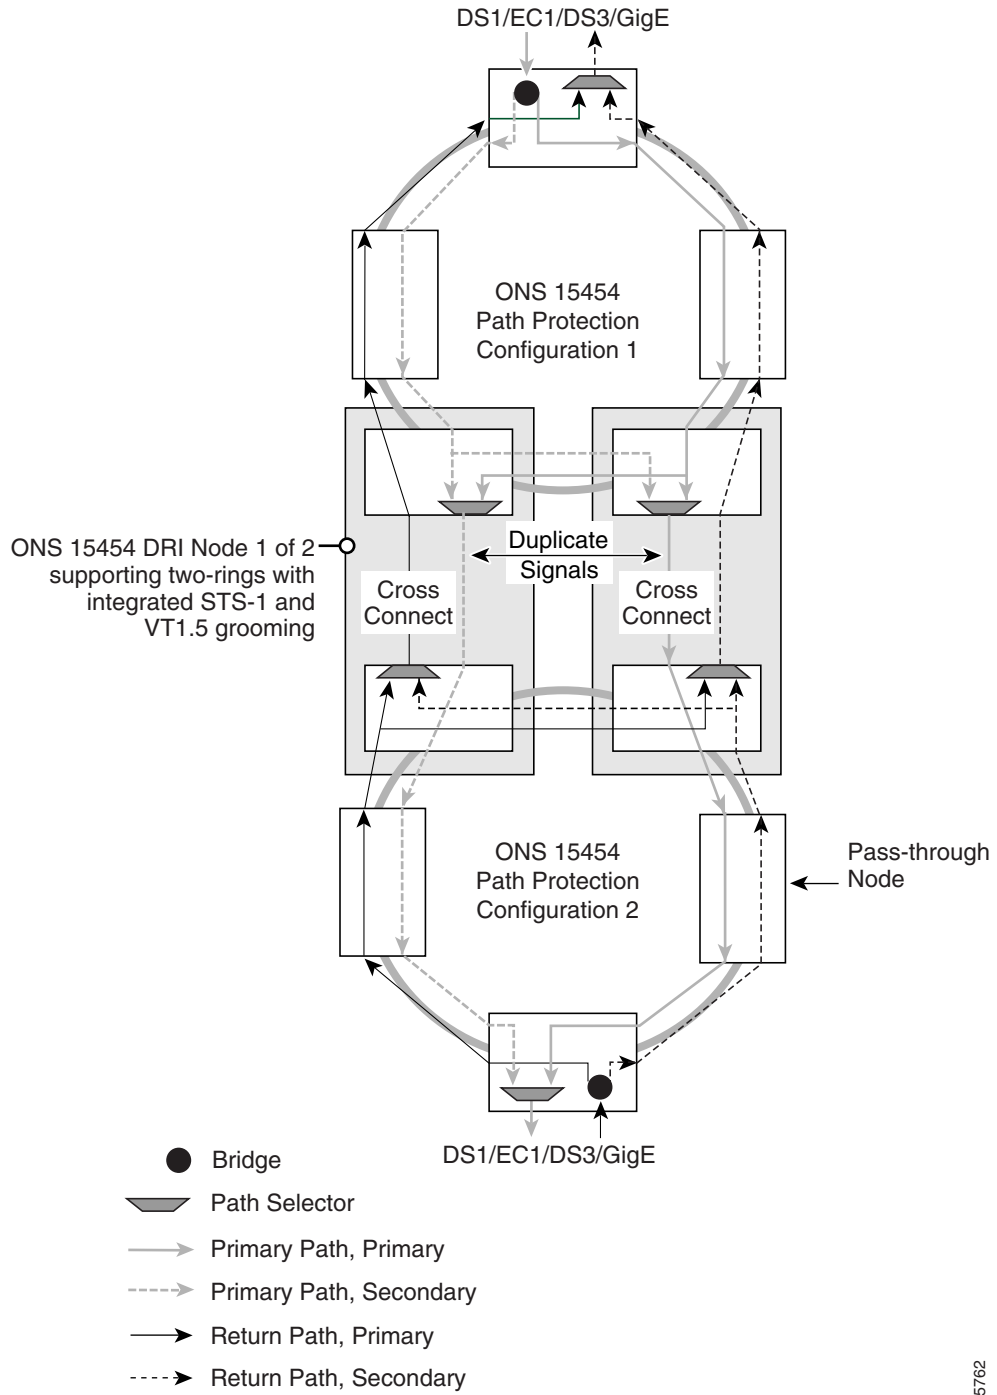 DS1/EC1/DS3/GigE
ONS 15454
Path Protection
Configuration 1
ONS 15454 DRI Node 1 of 2
supporting two-rings with
integrated STS-1 and
VT1.5 grooming
Duplicate
Signals
Cross
Connect
Cross
Connect
ONS 15454
Path Protection
Configuration 2
Pass-through
Node
DS1/EC1/DS3/GigE
Bridge
Path Selector
Primary Path, Primary
Primary Path, Secondary
Return Path, Primary
Return Path, Secondary
5762